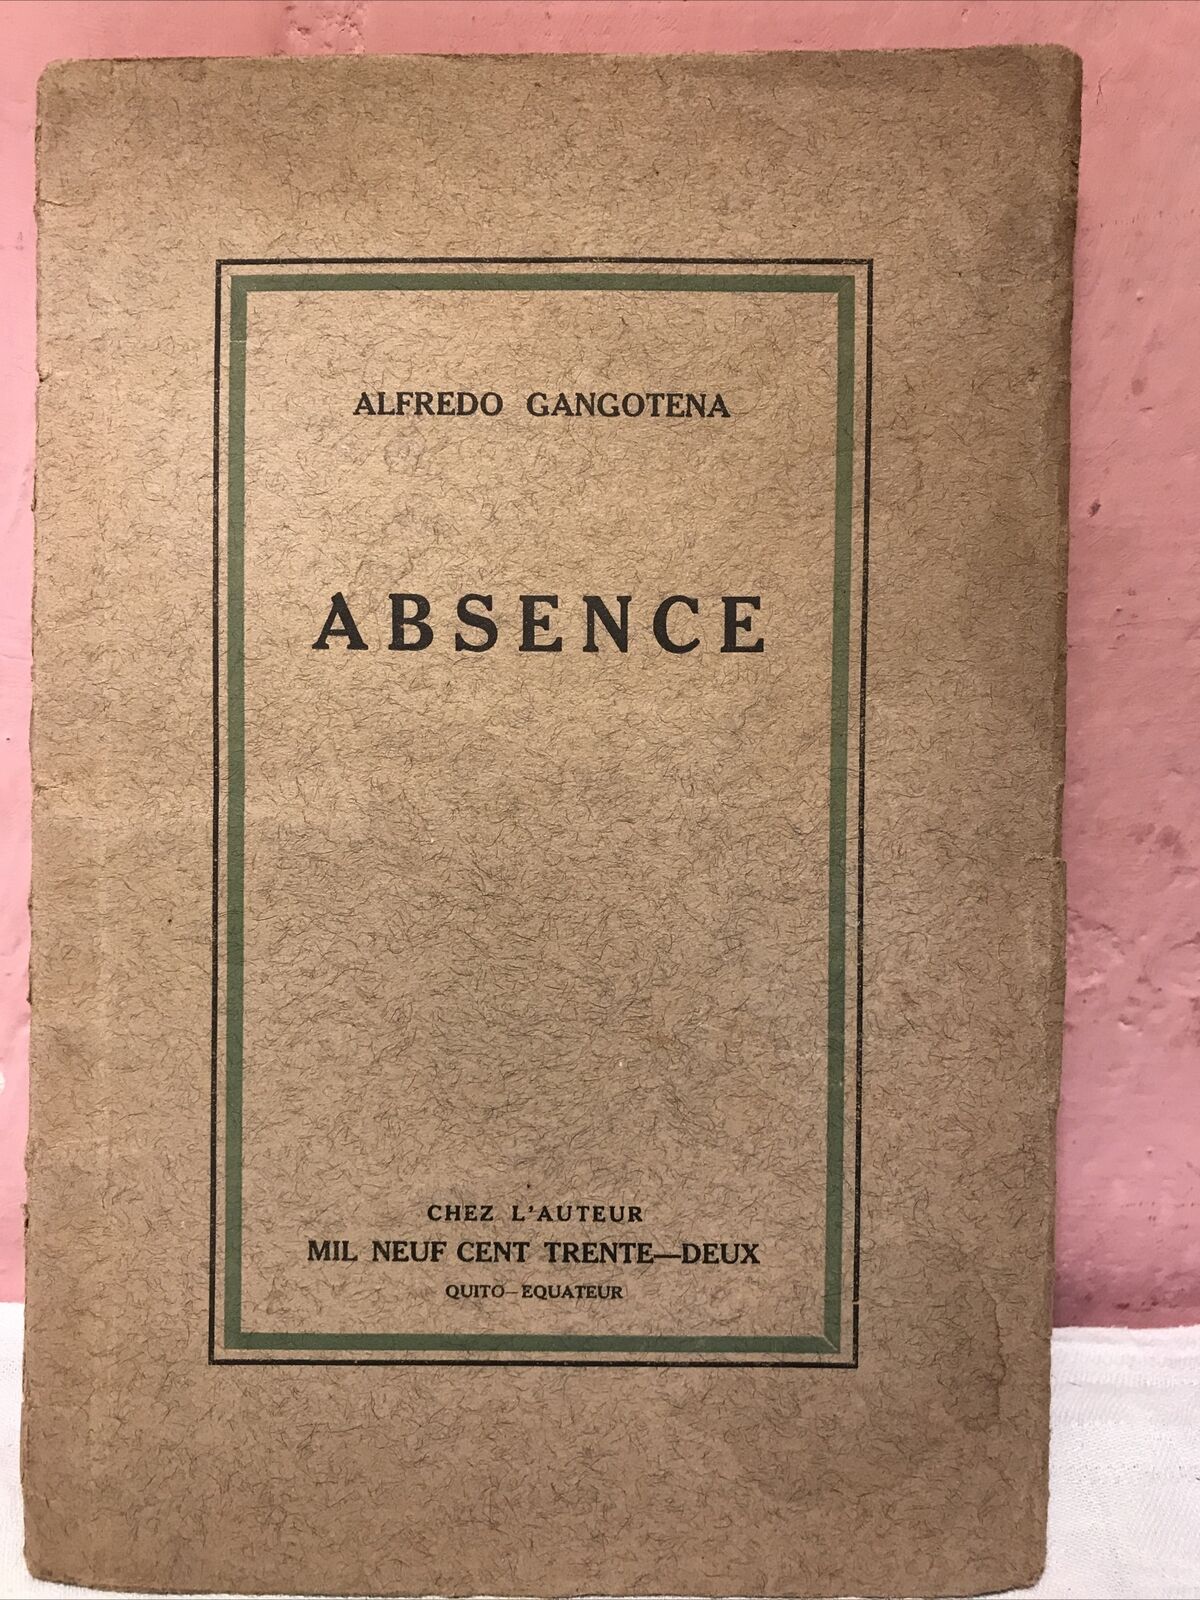 ALFREDO GANGOTENA
ABSENCE
CHEZ L'AUTEUR
MIL NEUF CENT TRENTE—DEUX
QUITO—EQUATEUR